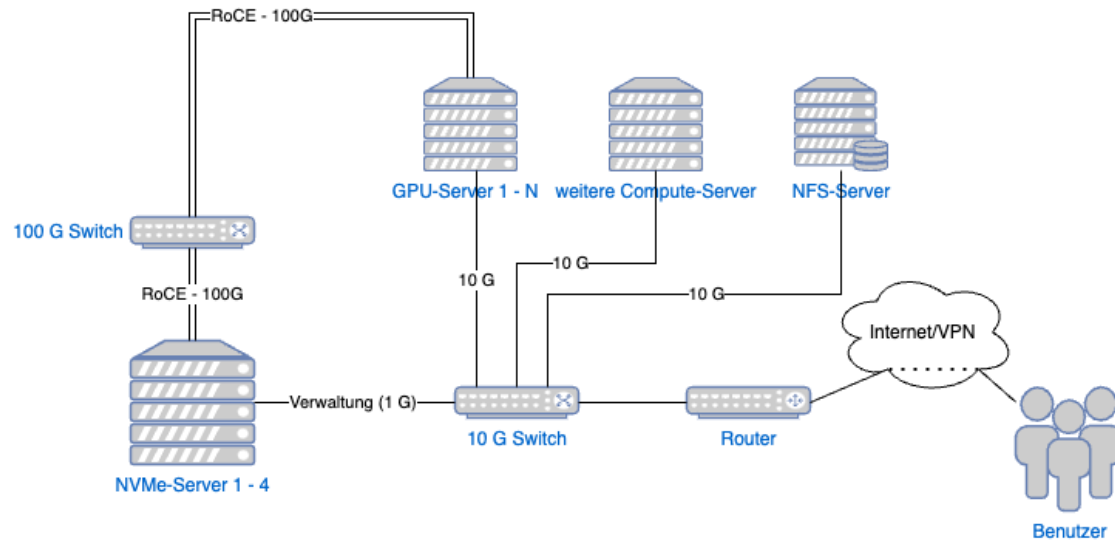 RoCE - 100G
GPU-Server 1 - N
weitere Compute-Server
NFS-Server
100 G Switch
10 G
10 G
10 G
RoCE - 100G
Internet/VPN
Verwaltung (1 G)
10 G Switch
Router
NVMe-Server 1 - 4
Benutzer